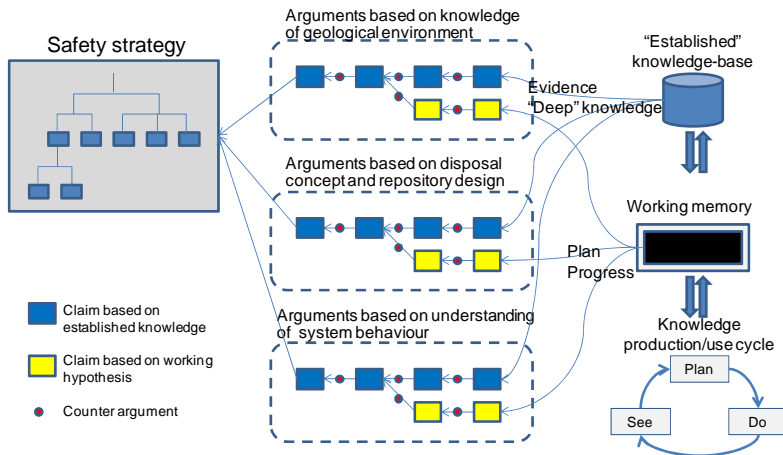 Safety strategy
Arguments based on knowledge
of geological environment
Evidence
“Deep” knowledge
“Established”
knowledge-base
Arguments based on disposal
concept and repository design
Working memory
Plan
Progress
Claim based on
established knowledge
Claim based on working
hypothesis
Counter argument
Arguments based on understanding
of system behaviour
Knowledge
production/use cycle
Plan
See
Do